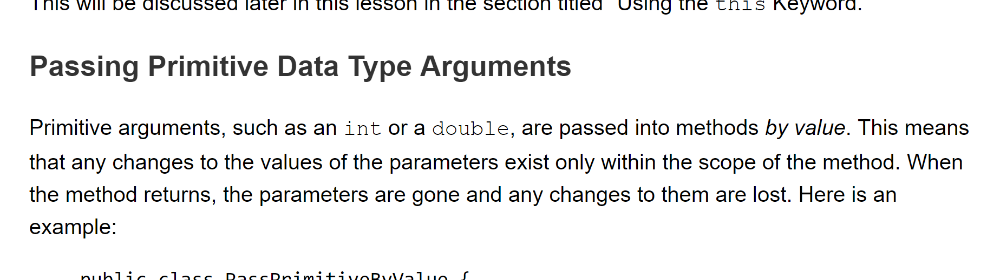 This will be discussed later in this lesson in the section titled "Using the this Keyword."
Passing Primitive Data Type Arguments
Primitive arguments, such as an int or a double, are passed into methods by value. This means
that any changes to the values of the parameters exist only within the scope of the method. When
the method returns, the parameters are gone and any changes to them are lost. Here is an
example:
public class PassPrimitiveByValue {